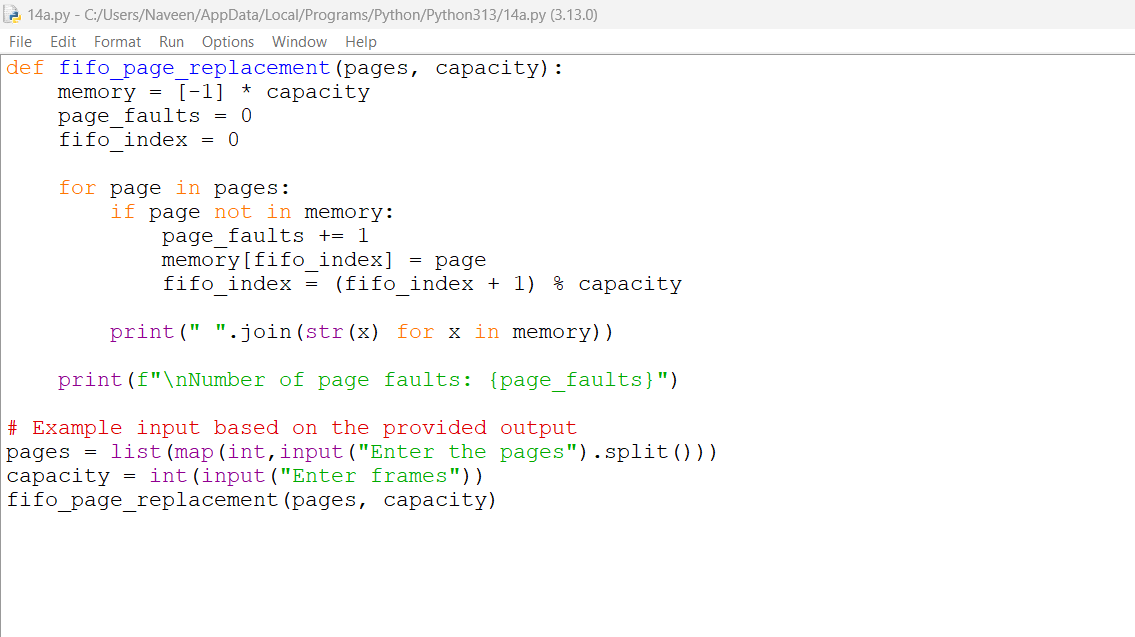 14a.py - C:/Users/Naveen/AppData/Local/Programs/Python/Python313/14a.py (3.13.0)
File Edit Format Run Options Window Help
def fifo_page_replacement(pages, capacity):
    memory = [-1] * capacity
    page_faults = 0
    fifo_index = 0

    for page in pages:
        if page not in memory:
            page_faults += 1
            memory[fifo_index] = page
            fifo_index = (fifo_index + 1) % capacity

        print(" ".join(str(x) for x in memory))

    print(f"\nNumber of page faults: {page_faults}")

# Example input based on the provided output
pages = list(map(int,input("Enter the pages").split()))
capacity = int(input("Enter frames"))
fifo_page_replacement(pages, capacity)